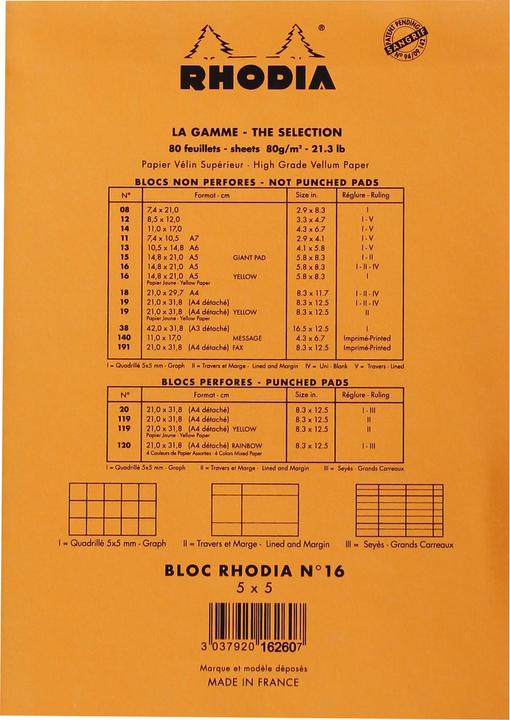 ®
RHODIA
PATENT PENDING
SANGRIF
N° 94/09 142
LA GAMME - THE SELECTION
80 feuillets - sheets 80g/m² - 21.3 lb
Papier Vélin Supérieur - High Grade Vellum Paper
BLOCS NON PERFORES - NOT PUNCHED PADS
N° Format - cm Size in. Réglure - Ruling
08 7,4 x 21,0 2.9 x 8.3 I
12 8,5 x 12,0 3.3 x 4.7 I - V
14 11,0 x 17,0 4.3 x 6.7 I - V
11 7,4 x 10,5 A7 2.9 x 4.1 I - V
13 10,5 x 14,8 A6 4.1 x 5.8 I - V
15 14,8 x 21,0 A5 GIANT PAD 5.8 x 8.3 I - II
16 14,8 x 21,0 A5 5.8 x 8.3 I - II - IV
16 14,8 x 21,0 A5 YELLOW 5.8 x 8.3 I
Papier Jaune - Yellow Paper
18 21,0 x 29,7 A4 8.3 x 11.7 I - II - IV
19 21,0 x 31,8 (A4 détaché) 8.3 x 12.5 I - II - IV
19 21,0 x 31,8 (A4 détaché) YELLOW 8.3 x 12.5 II
Papier Jaune - Yellow Paper
38 42,0 x 31,8 (A3 détaché) 16.5 x 12.5 I
140 11,0 x 17,0 MESSAGE 4.3 x 6.7 Imprimé-Printed
191 21,0 x 31,8 (A4 détaché) FAX 8.3 x 12.5 Imprimé-Printed
I = Quadrillé 5x5 mm - Graph II = Travers et Marge - Lined and Margin IV = Uni - Blank V = Travers - Lined
BLOCS PERFORES - PUNCHED PADS
N° Format - cm Size in. Réglure - Ruling
20 21,0 x 31,8 (A4 détaché) 8.3 x 12.5 I - III
119 21,0 x 31,8 (A4 détaché) 8.3 x 12.5 II
119 21,0 x 31,8 (A4 détaché) YELLOW 8.3 x 12.5 II
Papier Jaune - Yellow Paper
120 21,0 x 31,8 (A4 détaché) RAINBOW 8.3 x 12.5 I - III
4 Couleurs de Papier Assorties - 4 Colors Mixed Paper
I = Quadrillé 5x5 mm - Graph II = Travers et Marge - Lined and Margin III = Seyès - Grands Carreaux
I = Quadrillé 5x5 mm - Graph II = Travers et Marge - Lined and Margin III = Seyès - Grands Carreaux
BLOC RHODIA N°16
5 x 5
3 037920 162607
Marque et modèle déposés
MADE IN FRANCE